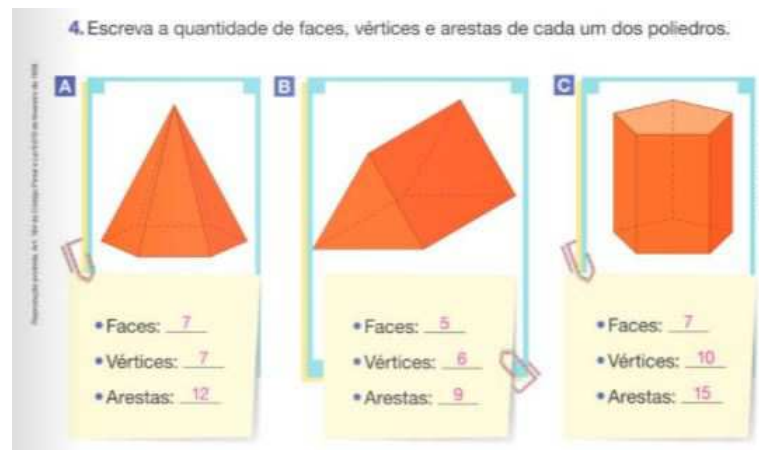 4. Escreva a quantidade de faces, vértices e arestas de cada um dos poliedros.
A
B
C
• Faces: 7
• Vértices: 7
• Arestas: 12
• Faces: 5
• Vértices: 6
• Arestas: 9
• Faces: 7
• Vértices: 10
• Arestas: 15